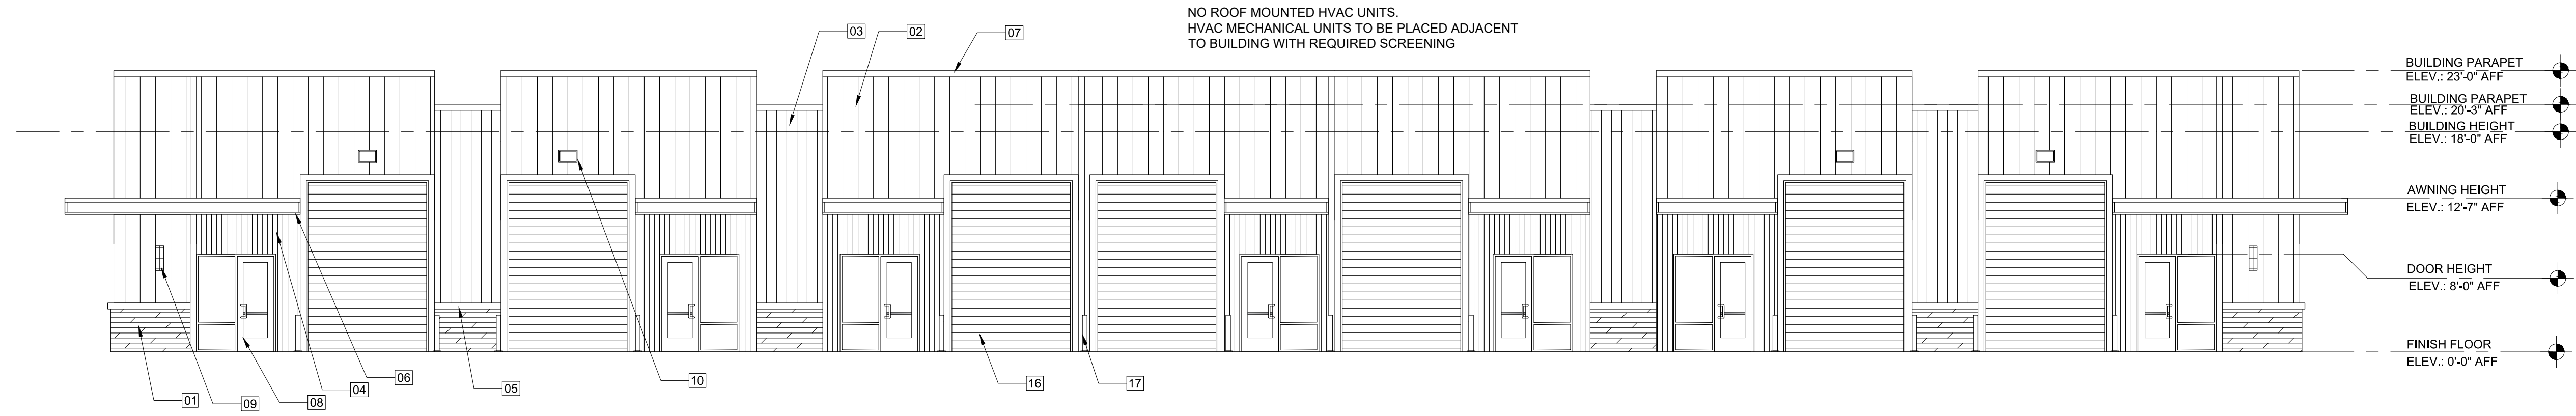 NO ROOF MOUNTED HVAC UNITS.
HVAC MECHANICAL UNITS TO BE PLACED ADJACENT
TO BUILDING WITH REQUIRED SCREENING
03
02
07
BUILDING PARAPET
ELEV.: 23'-0" AFF
BUILDING PARAPET
ELEV.: 20'-3" AFF
BUILDING HEIGHT
ELEV.: 18'-0" AFF
AWNING HEIGHT
ELEV.: 12'-7" AFF
DOOR HEIGHT
ELEV.: 8'-0" AFF
FINISH FLOOR
ELEV.: 0'-0" AFF
01
09
08
04
06
05
10
16
17